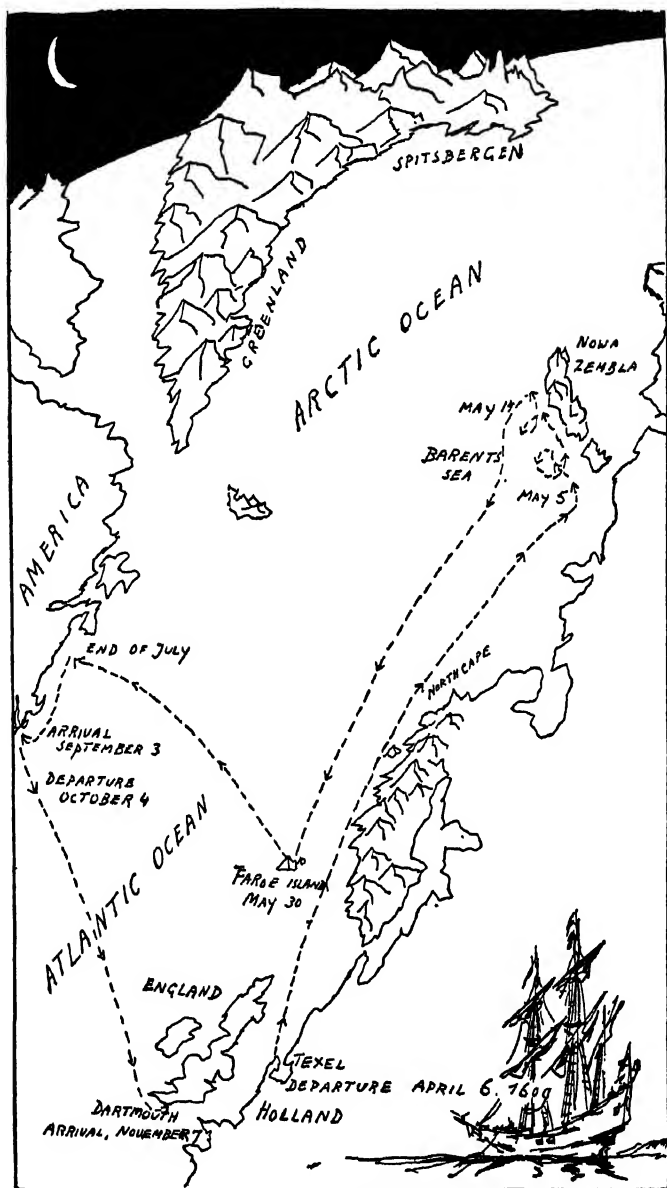 SPITSBERGEN
GREENLAND
ARCTIC OCEAN
NOWA
ZEMBLA
MAY 14
BARENTS
SEA
MAY 5
AMERICA
END OF JULY
NORTH CAPE
ARRIVAL
SEPTEMBER 3
DEPARTURE
OCTOBER 4
ATLANTIC OCEAN
FAROE ISLAND
MAY 30
ENGLAND
TEXEL
DEPARTURE APRIL 6. 1609
HOLLAND
DARTMOUTH
ARRIVAL, NOVEMBER 7